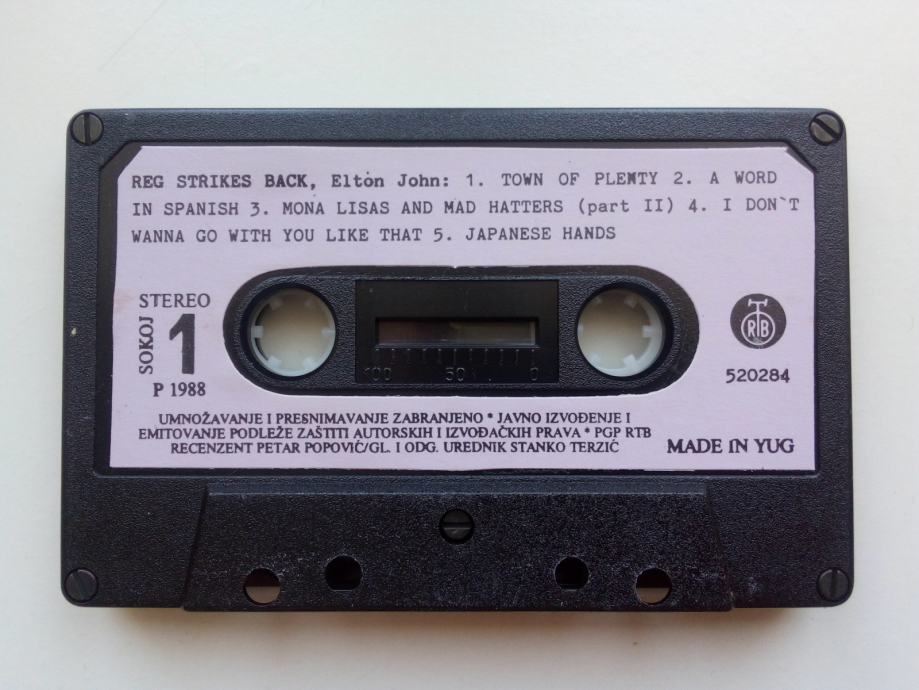 REG STRIKES BACK, Elton John: 1. TOWN OF PLENTY 2. A WORD
IN SPANISH 3. MONA LISAS AND MAD HATTERS (part II) 4. I DON`T
WANNA GO WITH YOU LIKE THAT 5. JAPANESE HANDS
STEREO
SOKOJ
1
P 1988
100 50 0
RTB
520284
UMNOŽAVANJE I PRESNIMAVANJE ZABRANJENO * JAVNO IZVOĐENJE I
EMITOVANJE PODLEŽE ZAŠTITI AUTORSKIH I IZVOĐAČKIH PRAVA * PGP RTB
RECENZENT PETAR POPOVIĆ/GL. I ODG. UREDNIK STANKO TERZIĆ
MADE IN YUG